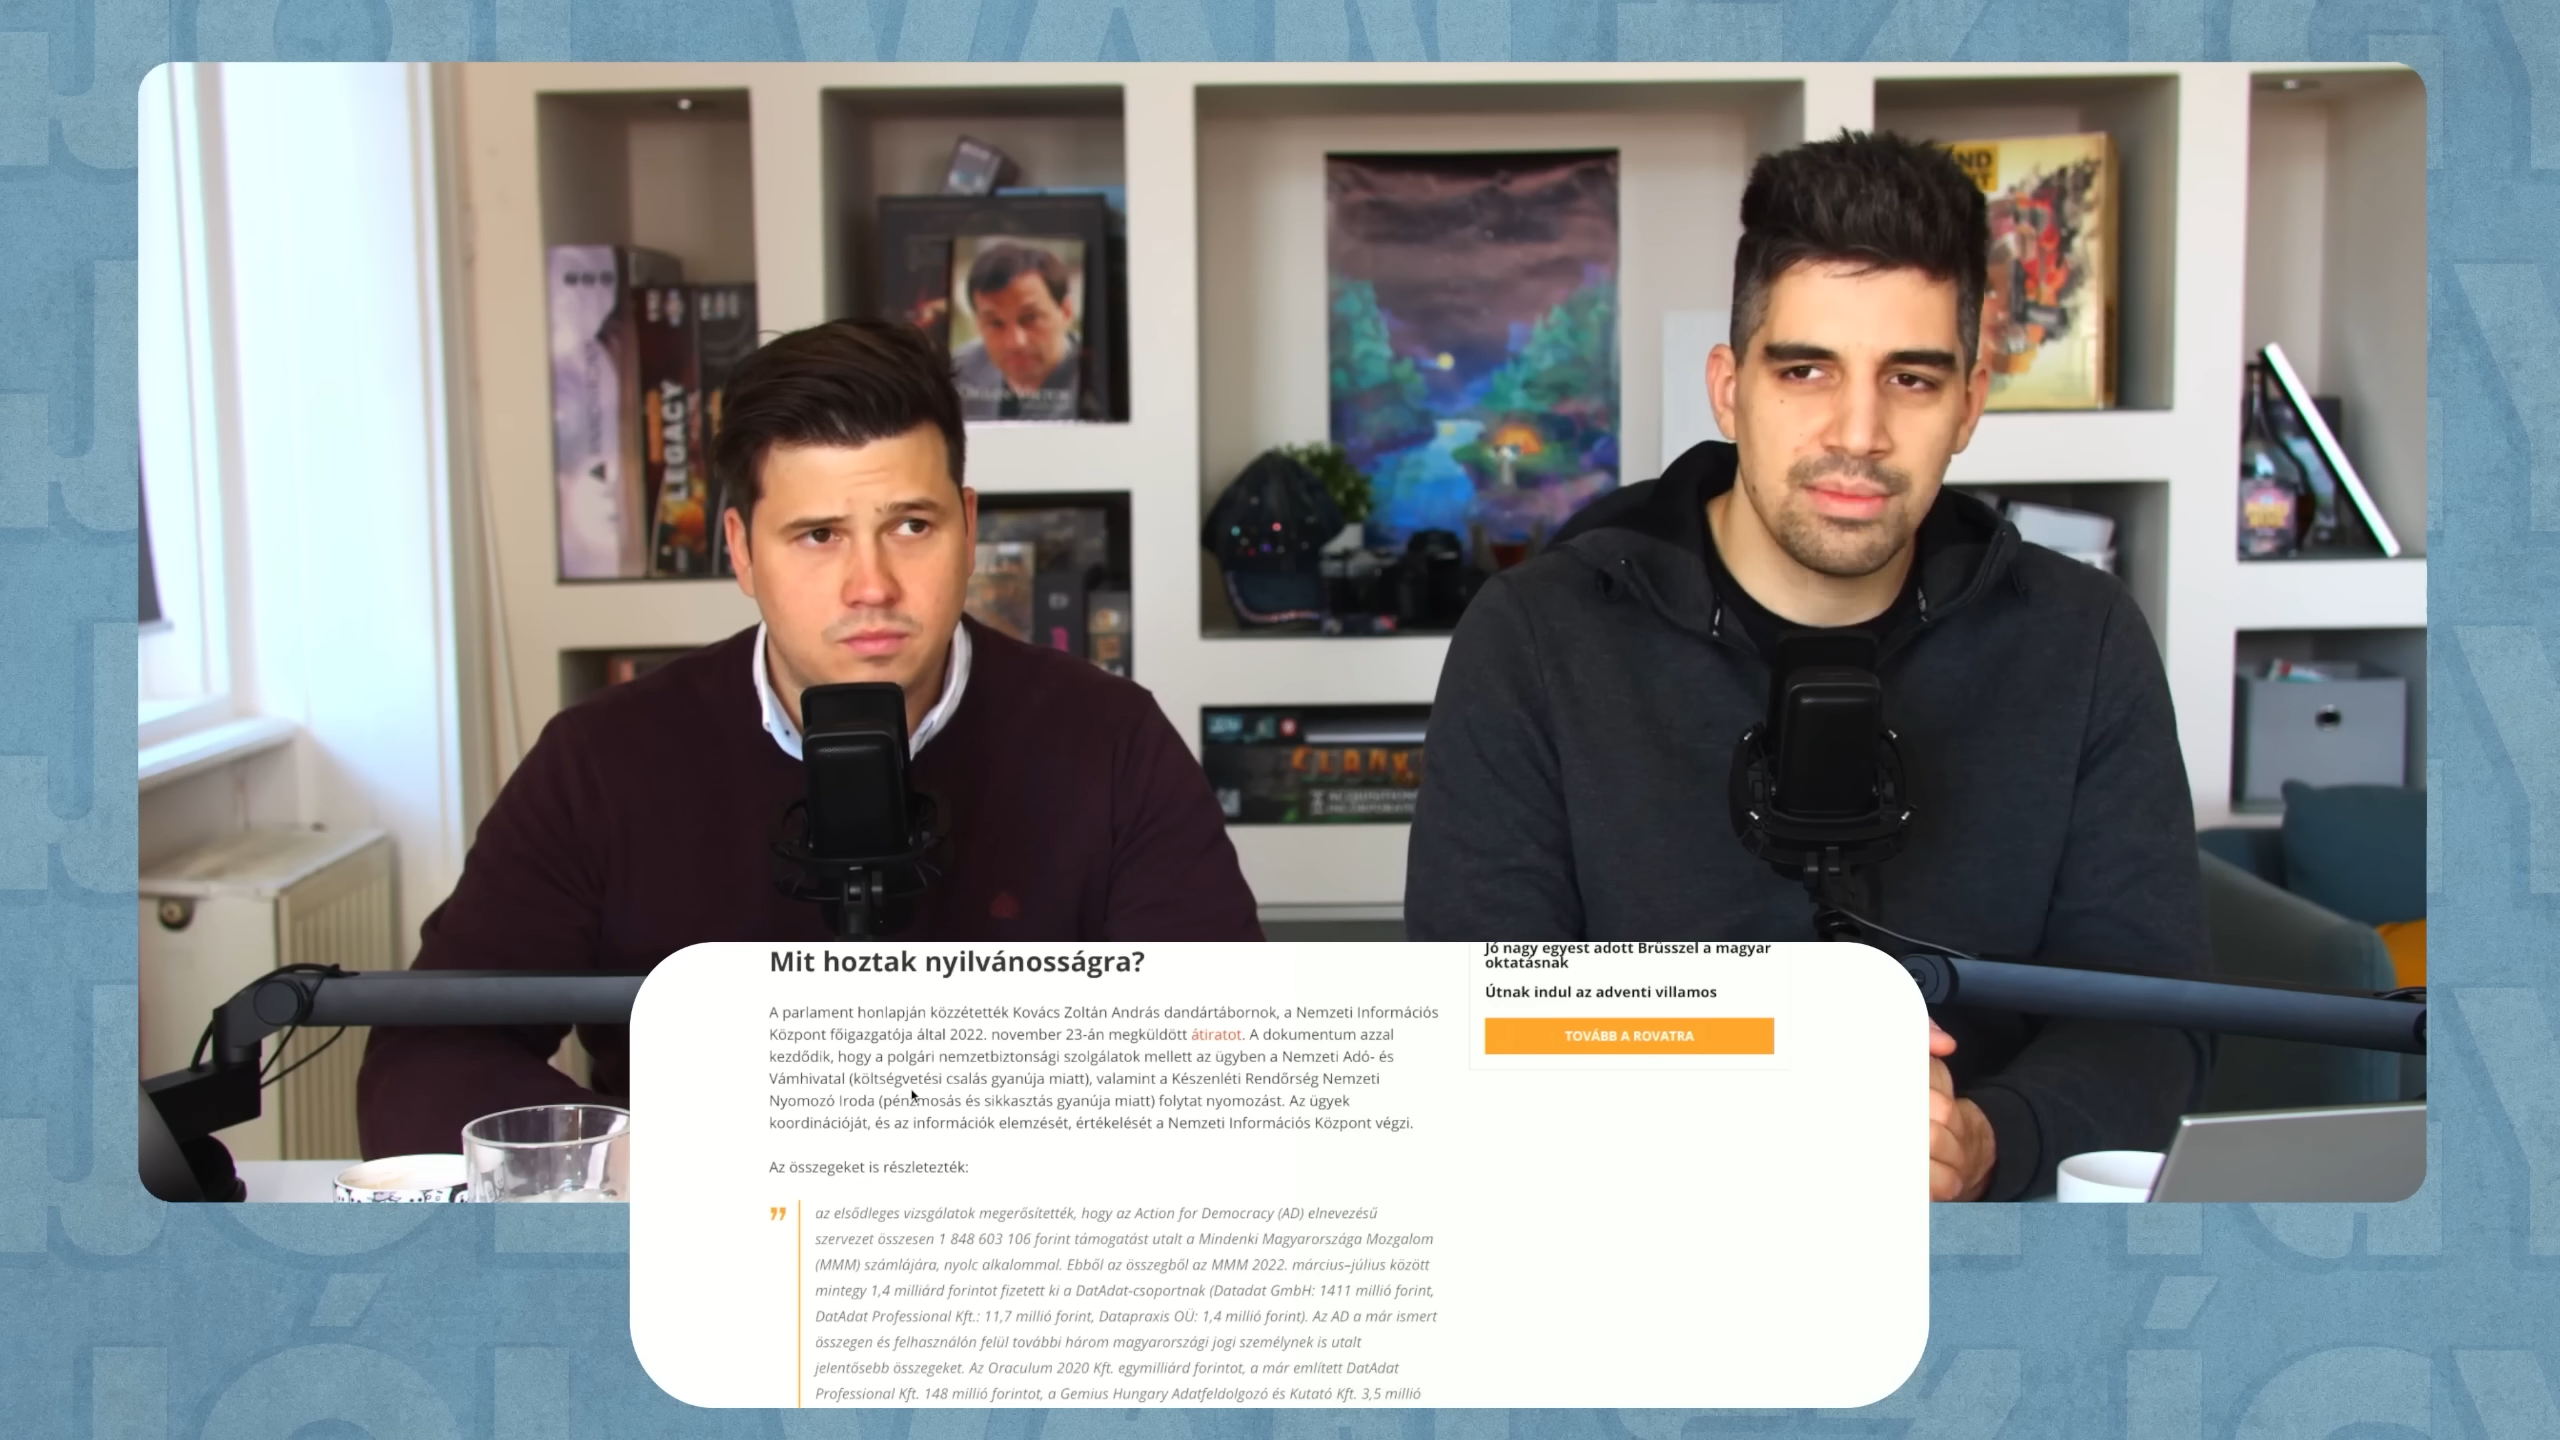 JÓL VAN EZ ÍGY
LEGACY
CLANK
Mit hoztak nyilvánosságra?
A parlament honlapján közzétették Kovács Zoltán András dandártábornok, a Nemzeti Információs
Központ főigazgatója által 2022. november 23-án megküldött átiratot. A dokumentum azzal
kezdődik, hogy a polgári nemzetbiztonsági szolgálatok mellett az ügyben a Nemzeti Adó- és
Vámhivatal (költségvetési csalás gyanúja miatt), valamint a Készenléti Rendőrség Nemzeti
Nyomozó Iroda (pénzmosás és sikkasztás gyanúja miatt) folytat nyomozást. Az ügyek
koordinációját, és az információk elemzését, értékelését a Nemzeti Információs Központ végzi.
Az összegeket is részletezték:
” az elsődleges vizsgálatok megerősítették, hogy az Action for Democracy (AD) elnevezésű
szervezet összesen 1 848 603 106 forint támogatást utalt a Mindenki Magyarországa Mozgalom
(MMM) számlájára, nyolc alkalommal. Ebből az összegből az MMM 2022. március–július között
mintegy 1,4 milliárd forintot fizetett ki a DatAdat-csoportnak (Datadat GmbH: 1411 millió forint,
DatAdat Professional Kft.: 11,7 millió forint, Datapraxis OÜ: 1,4 millió forint). Az AD a már ismert
összegen és felhasználón felül további három magyarországi jogi személynek is utalt
jelentősebb összegeket. Az Oraculum 2020 Kft. egymilliárd forintot, a már említett DatAdat
Professional Kft. 148 millió forintot, a Gemius Hungary Adatfeldolgozó és Kutató Kft. 3,5 millió
Jó nagy egyest adott Brüsszel a magyar
oktatásnak
Útnak indul az adventi villamos
TOVÁBB A ROVATRA